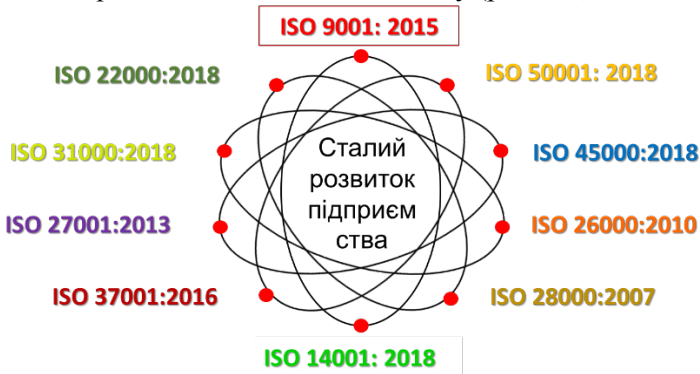 ISO 9001: 2015
ISO 22000:2018
ISO 50001: 2018
ISO 31000:2018
ISO 45000:2018
Сталий
розвиток
підприєм
ства
ISO 27001:2013
ISO 26000:2010
ISO 37001:2016
ISO 28000:2007
ISO 14001: 2018